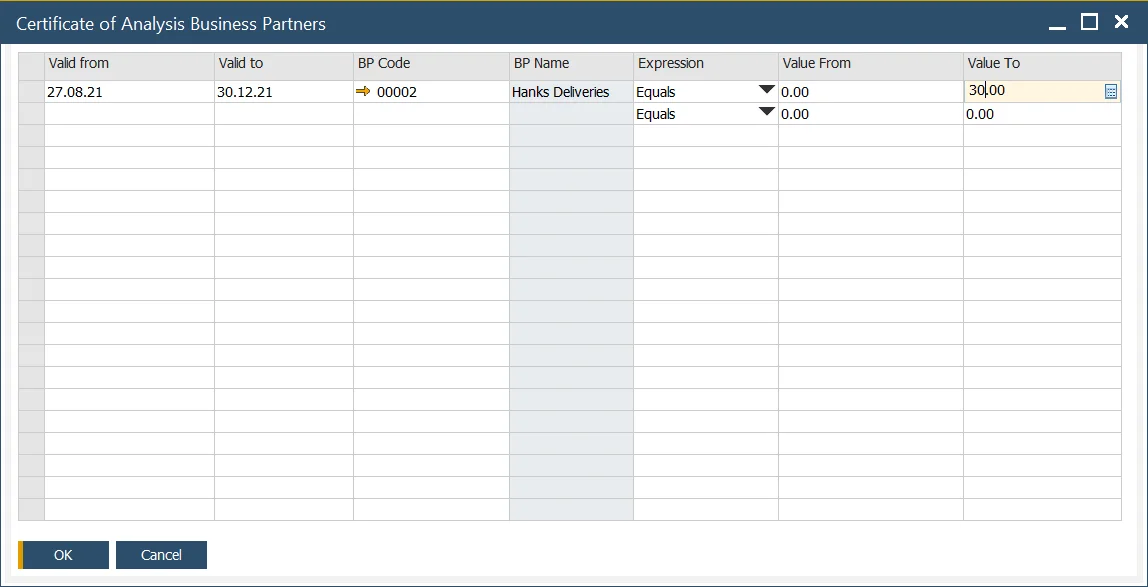 Certificate of Analysis Business Partners
Valid from Valid to BP Code BP Name Expression Value From Value To
27.08.21 30.12.21 00002 Hanks Deliveries Equals 0.00 30.00
Equals 0.00 0.00
OK Cancel